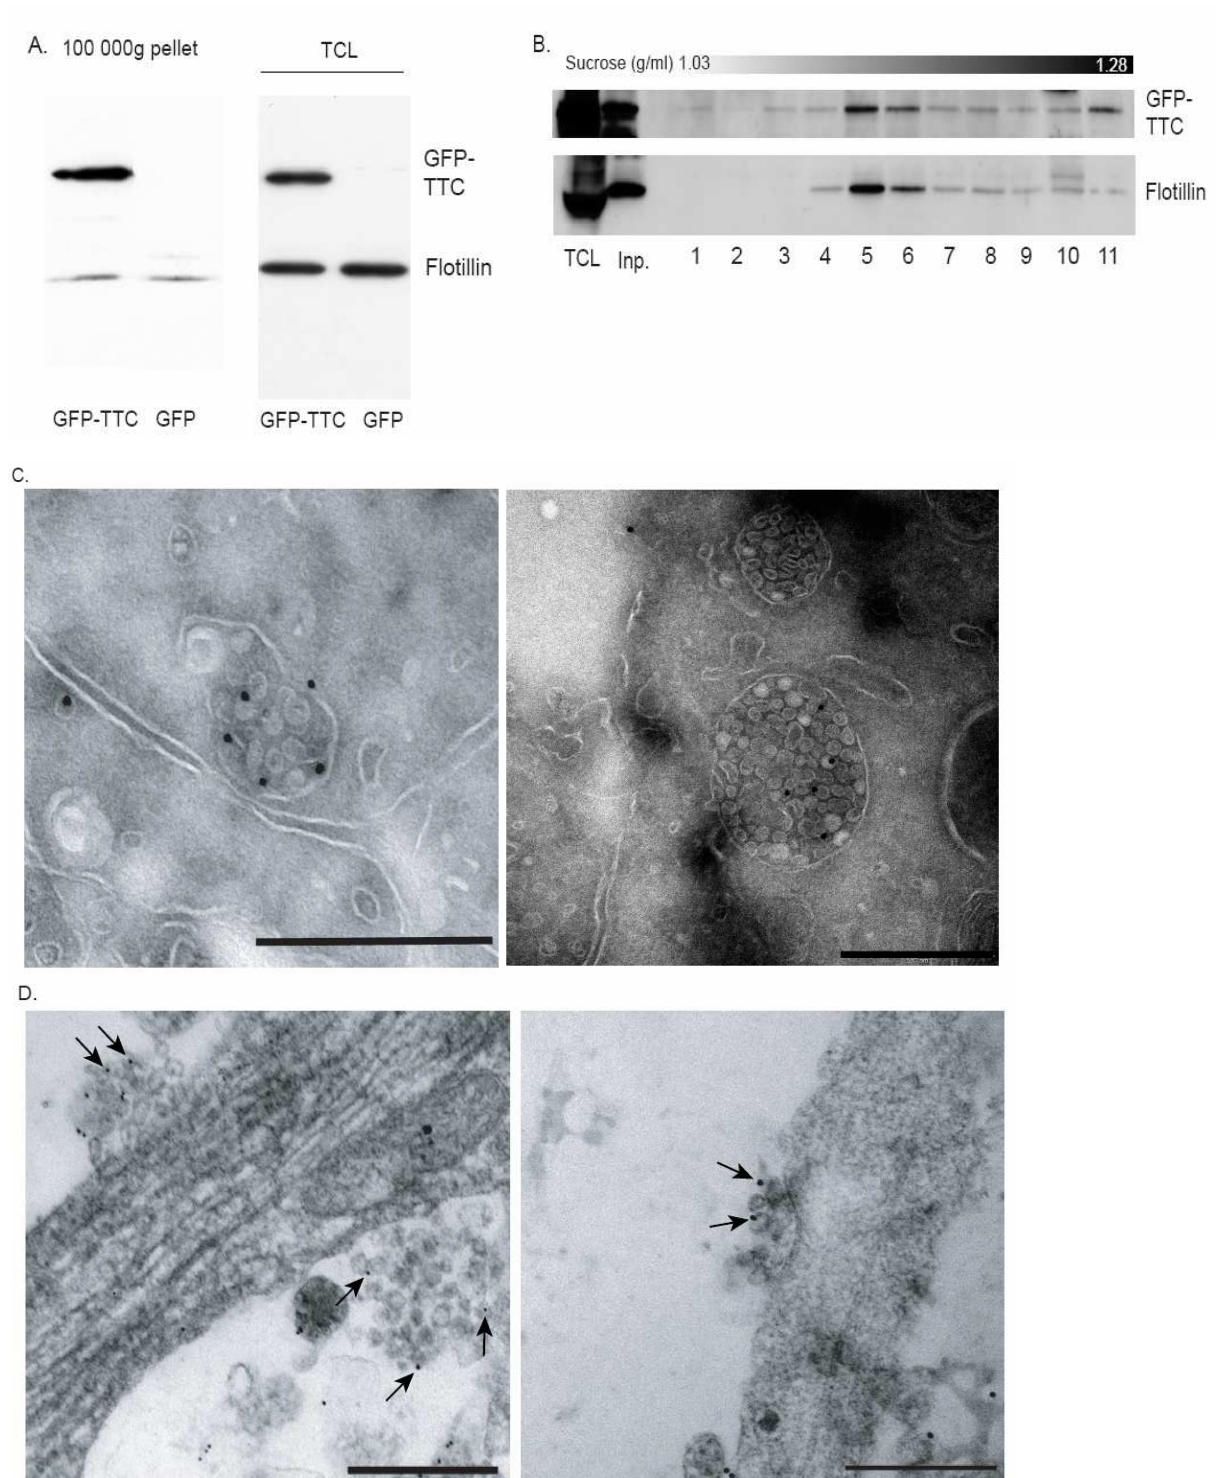 A. 100 000g pellet TCL
GFP-
TTC
Flotillin
GFP-TTC GFP GFP-TTC GFP
B.
Sucrose (g/ml) 1.03 1.28
GFP-
TTC
Flotillin
TCL Inp. 1 2 3 4 5 6 7 8 9 10 11
C.
D.